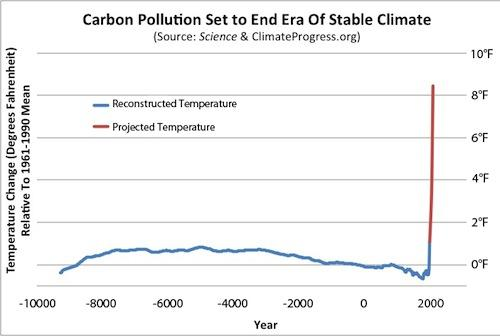 Carbon Pollution Set to End Era Of Stable Climate
(Source: Science & ClimateProgress.org)
Temperature Change (Degrees Fahrenheit)
Relative To 1961-1990 Mean
Reconstructed Temperature
Projected Temperature
10°F
8°F
6°F
4°F
2°F
0°F
-10000 -8000 -6000 -4000 -2000 0 2000
Year